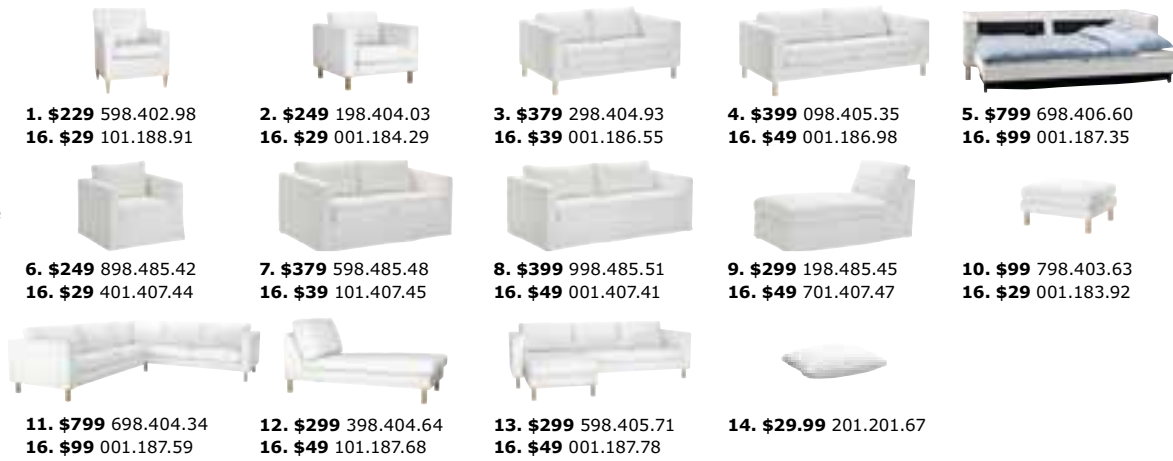 1. $229 598.402.98
16. $29 101.188.91
2. $249 198.404.03
16. $29 001.184.29
3. $379 298.404.93
16. $39 001.186.55
4. $399 098.405.35
16. $49 001.186.98
5. $799 698.406.60
16. $99 001.187.35
6. $249 898.485.42
16. $29 401.407.44
7. $379 598.485.48
16. $39 101.407.45
8. $399 998.485.51
16. $49 001.407.41
9. $299 198.485.45
16. $49 701.407.47
10. $99 798.403.63
16. $29 001.183.92
11. $799 698.404.34
16. $99 001.187.59
12. $299 398.404.64
16. $49 101.187.68
13. $299 598.405.71
16. $49 001.187.78
14. $29.99 201.201.67